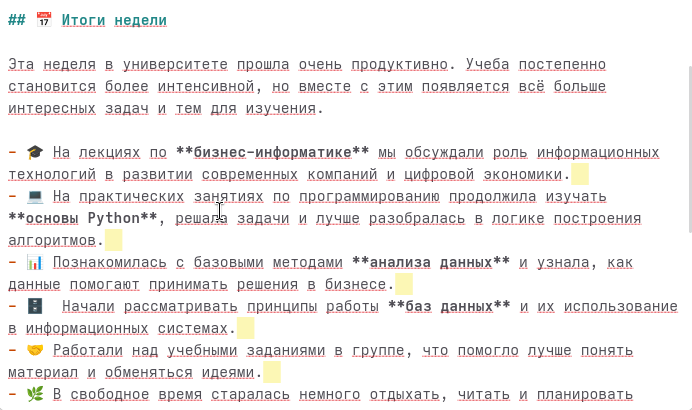 ## 📅 Итоги недели
Эта неделя в университете прошла очень продуктивно. Учеба постепенно
становится более интенсивной, но вместе с этим появляется всё больше
интересных задач и тем для изучения.
- 🎓 На лекциях по **бизнес-информатике** мы обсуждали роль информационных
технологий в развитии современных компаний и цифровой экономики.
- 💻 На практических занятиях по программированию продолжила изучать
**основы Python**, решала задачи и лучше разобралась в логике построения
алгоритмов.
- 📊 Познакомилась с базовыми методами **анализа данных** и узнала, как
данные помогают принимать решения в бизнесе.
- 🗄️ Начали рассматривать принципы работы **баз данных** и их использование
в информационных системах.
- 🤝 Работали над учебными заданиями в группе, что помогло лучше понять
материал и обменяться идеями.
- 🌿 В свободное время старалась немного отдыхать, читать и планировать